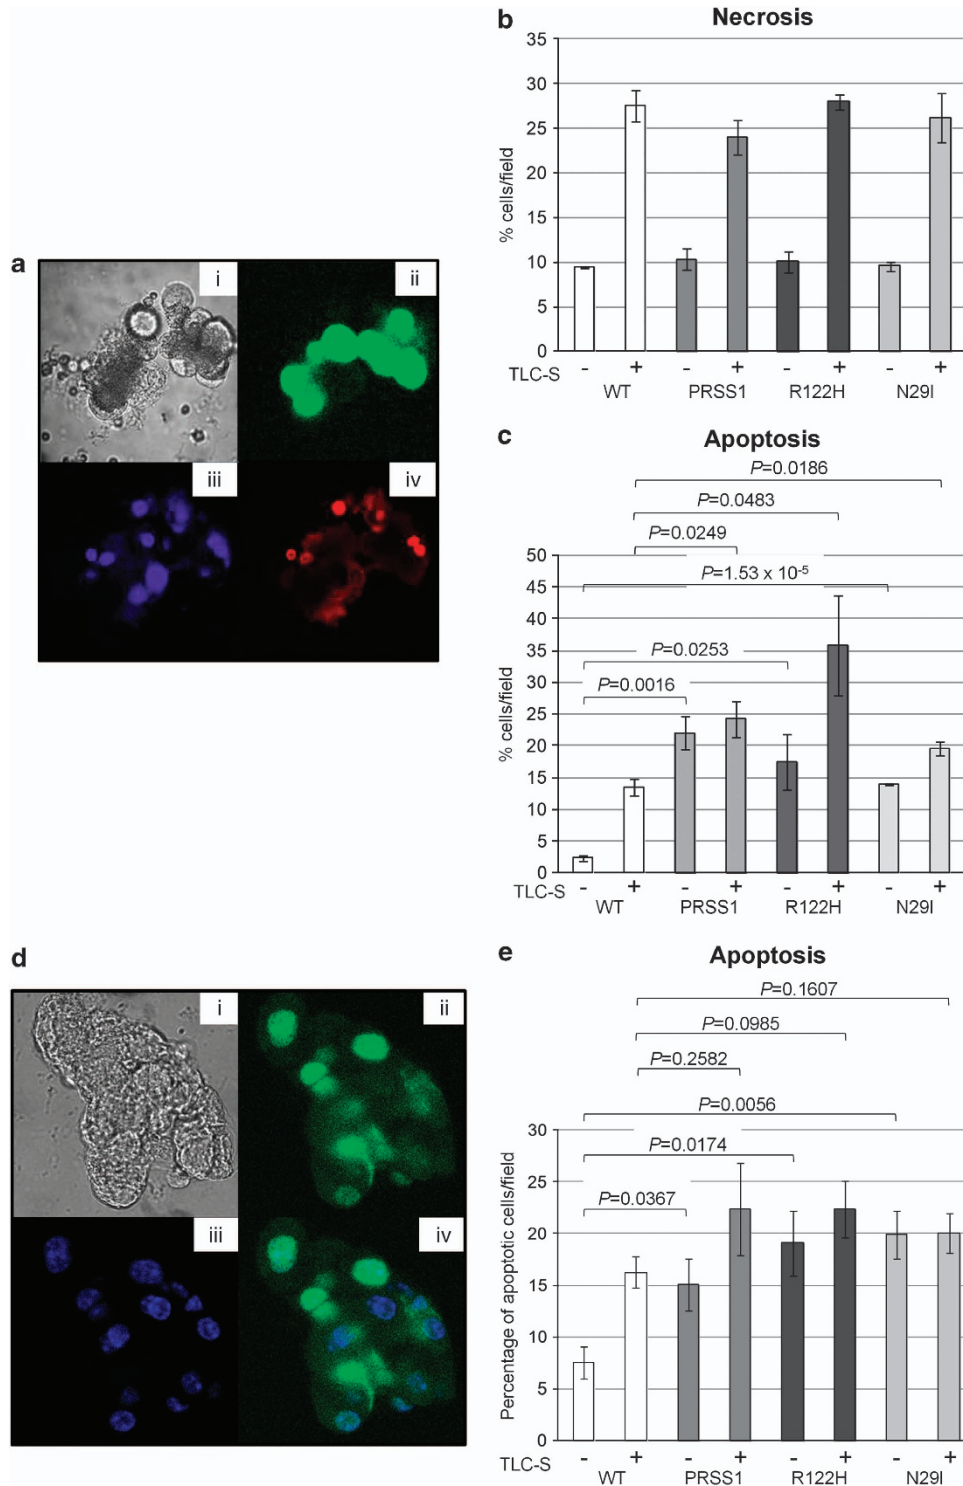 a
i
ii
iii
iv
b
Necrosis
% cells/field
35
30
25
20
15
10
5
0
TLC-S - + - + - + - +
WT PRSS1 R122H N29I
c
Apoptosis
P=0.0186
P=0.0483
P=0.0249
P=1.53 x 10-5
P=0.0253
P=0.0016
% cells/field
50
45
40
35
30
25
20
15
10
5
0
TLC-S - + - + - + - +
WT PRSS1 R122H N29I
d
i
ii
iii
iv
e
Apoptosis
P=0.1607
P=0.0985
P=0.2582
P=0.0056
P=0.0174
P=0.0367
Percentage of apoptotic cells/field
30
25
20
15
10
5
0
TLC-S - + - + - + - +
WT PRSS1 R122H N29I